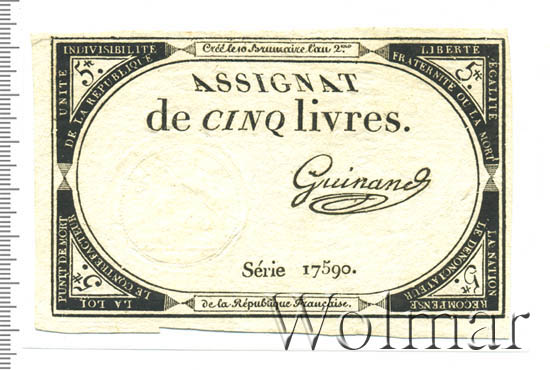 Créé le 10 Brumaire l'an 2.me
UNITÉ INDIVISIBILITÉ
DE LA RÉPUBLIQUE
5#
LIBERTÉ ÉGALITÉ
FRATERNITÉ OU LA MORT
5#
ASSIGNAT
de CINQ livres.
Guinand
Série 17590.
LA LOI PUNIT DE MORT
LE CONTREFACTEUR
5#
LA NATION RÉCOMPENSE
LE DÉNONCIATEUR
5#
de la République Française.
Wolmar